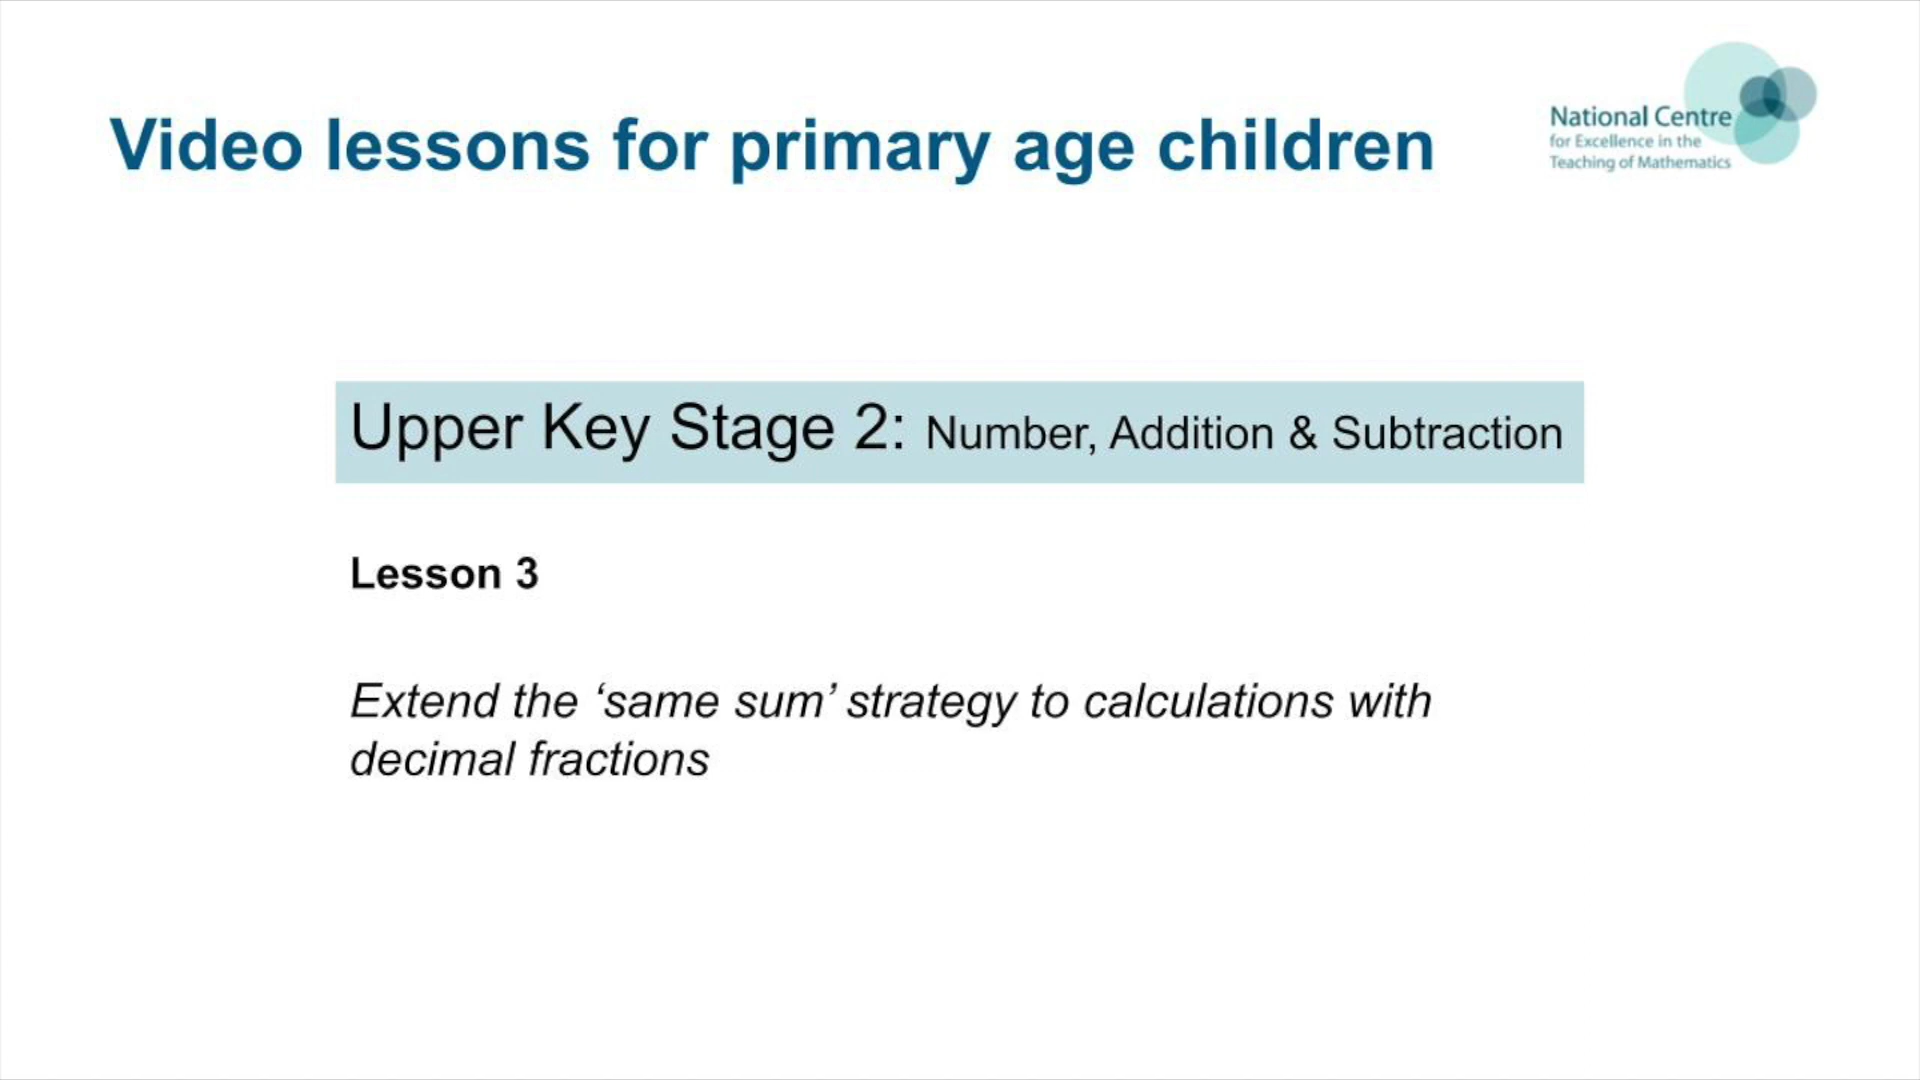 Video lessons for primary age children
National Centre
for Excellence in the
Teaching of Mathematics
Upper Key Stage 2: Number, Addition & Subtraction
Lesson 3
Extend the ‘same sum’ strategy to calculations with
decimal fractions